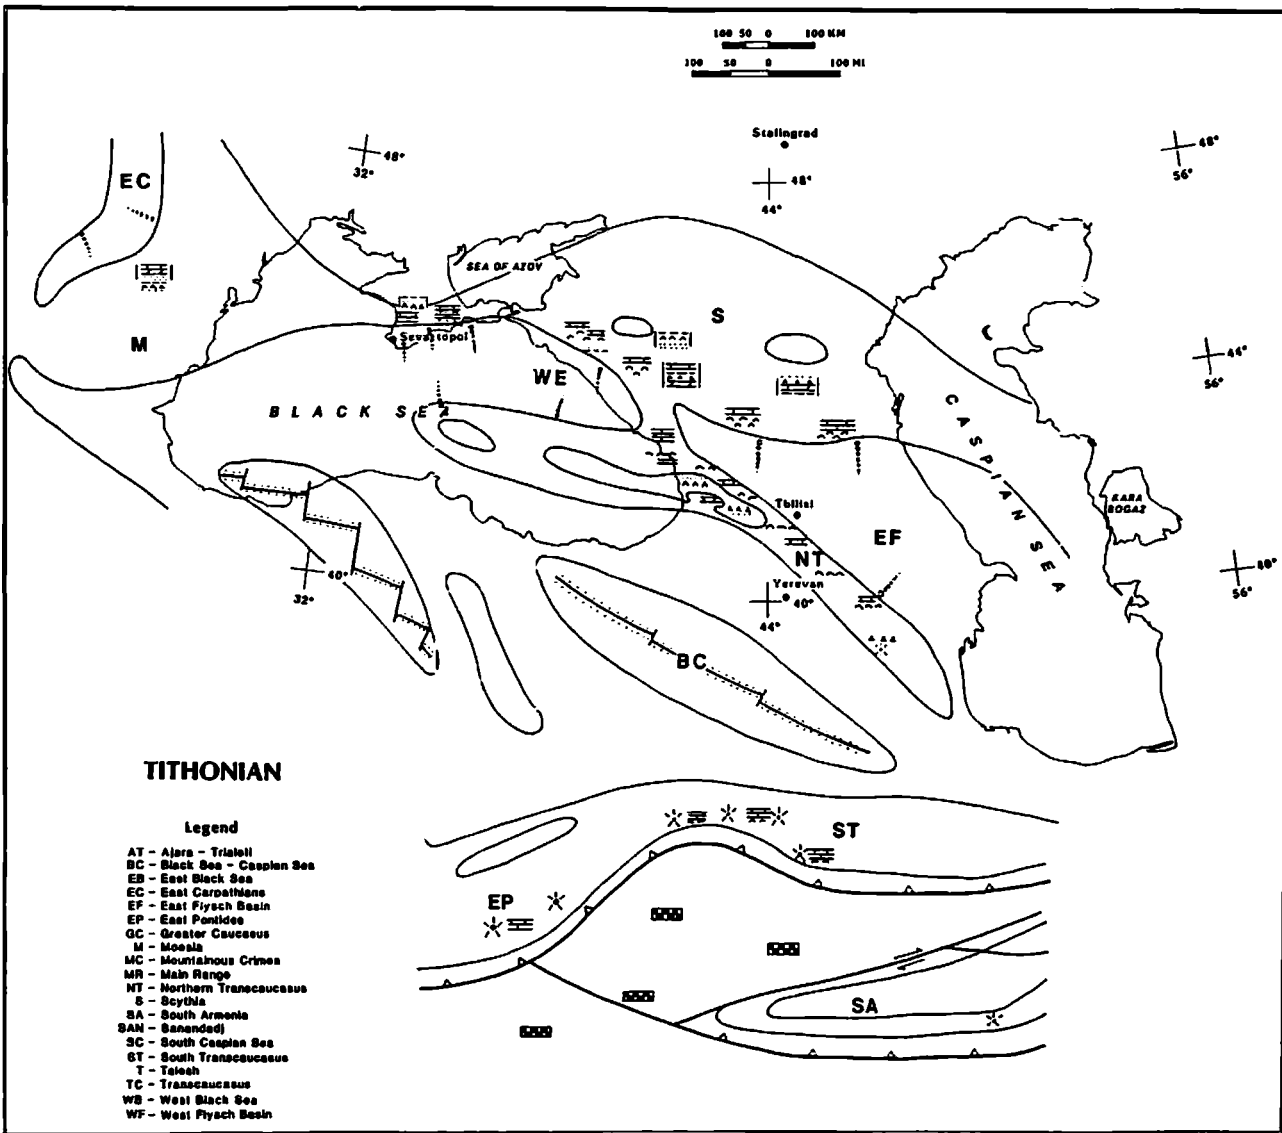 100 50 0 100 KM
100 50 0 100 MI
Stalingrad
48°
32°
48°
44°
48°
56°
EC
SEA OF AZOV
S
M
Sevastopol
44°
56°
WE
BLACK SEA
CASPIAN SEA
KARA
BOGAZ
Tbilisi
EF
NT
40°
32°
Yerevan
40°
44°
40°
56°
BC
TITHONIAN
Legend
AT - Ajara - Trialeti
BC - Black Sea - Caspian Sea
EB - East Black Sea
EC - East Carpathians
EF - East Flysch Basin
EP - East Pontides
GC - Greater Caucasus
M - Moesia
MC - Mountainous Crimea
MR - Main Range
NT - Northern Transcaucasus
S - Scythia
SA - South Armenia
SAN - Sanandadj
SC - South Caspian Sea
ST - South Transcaucasus
T - Talesh
TC - Transcaucasus
WB - West Black Sea
WF - West Flysch Basin
ST
EP
SA